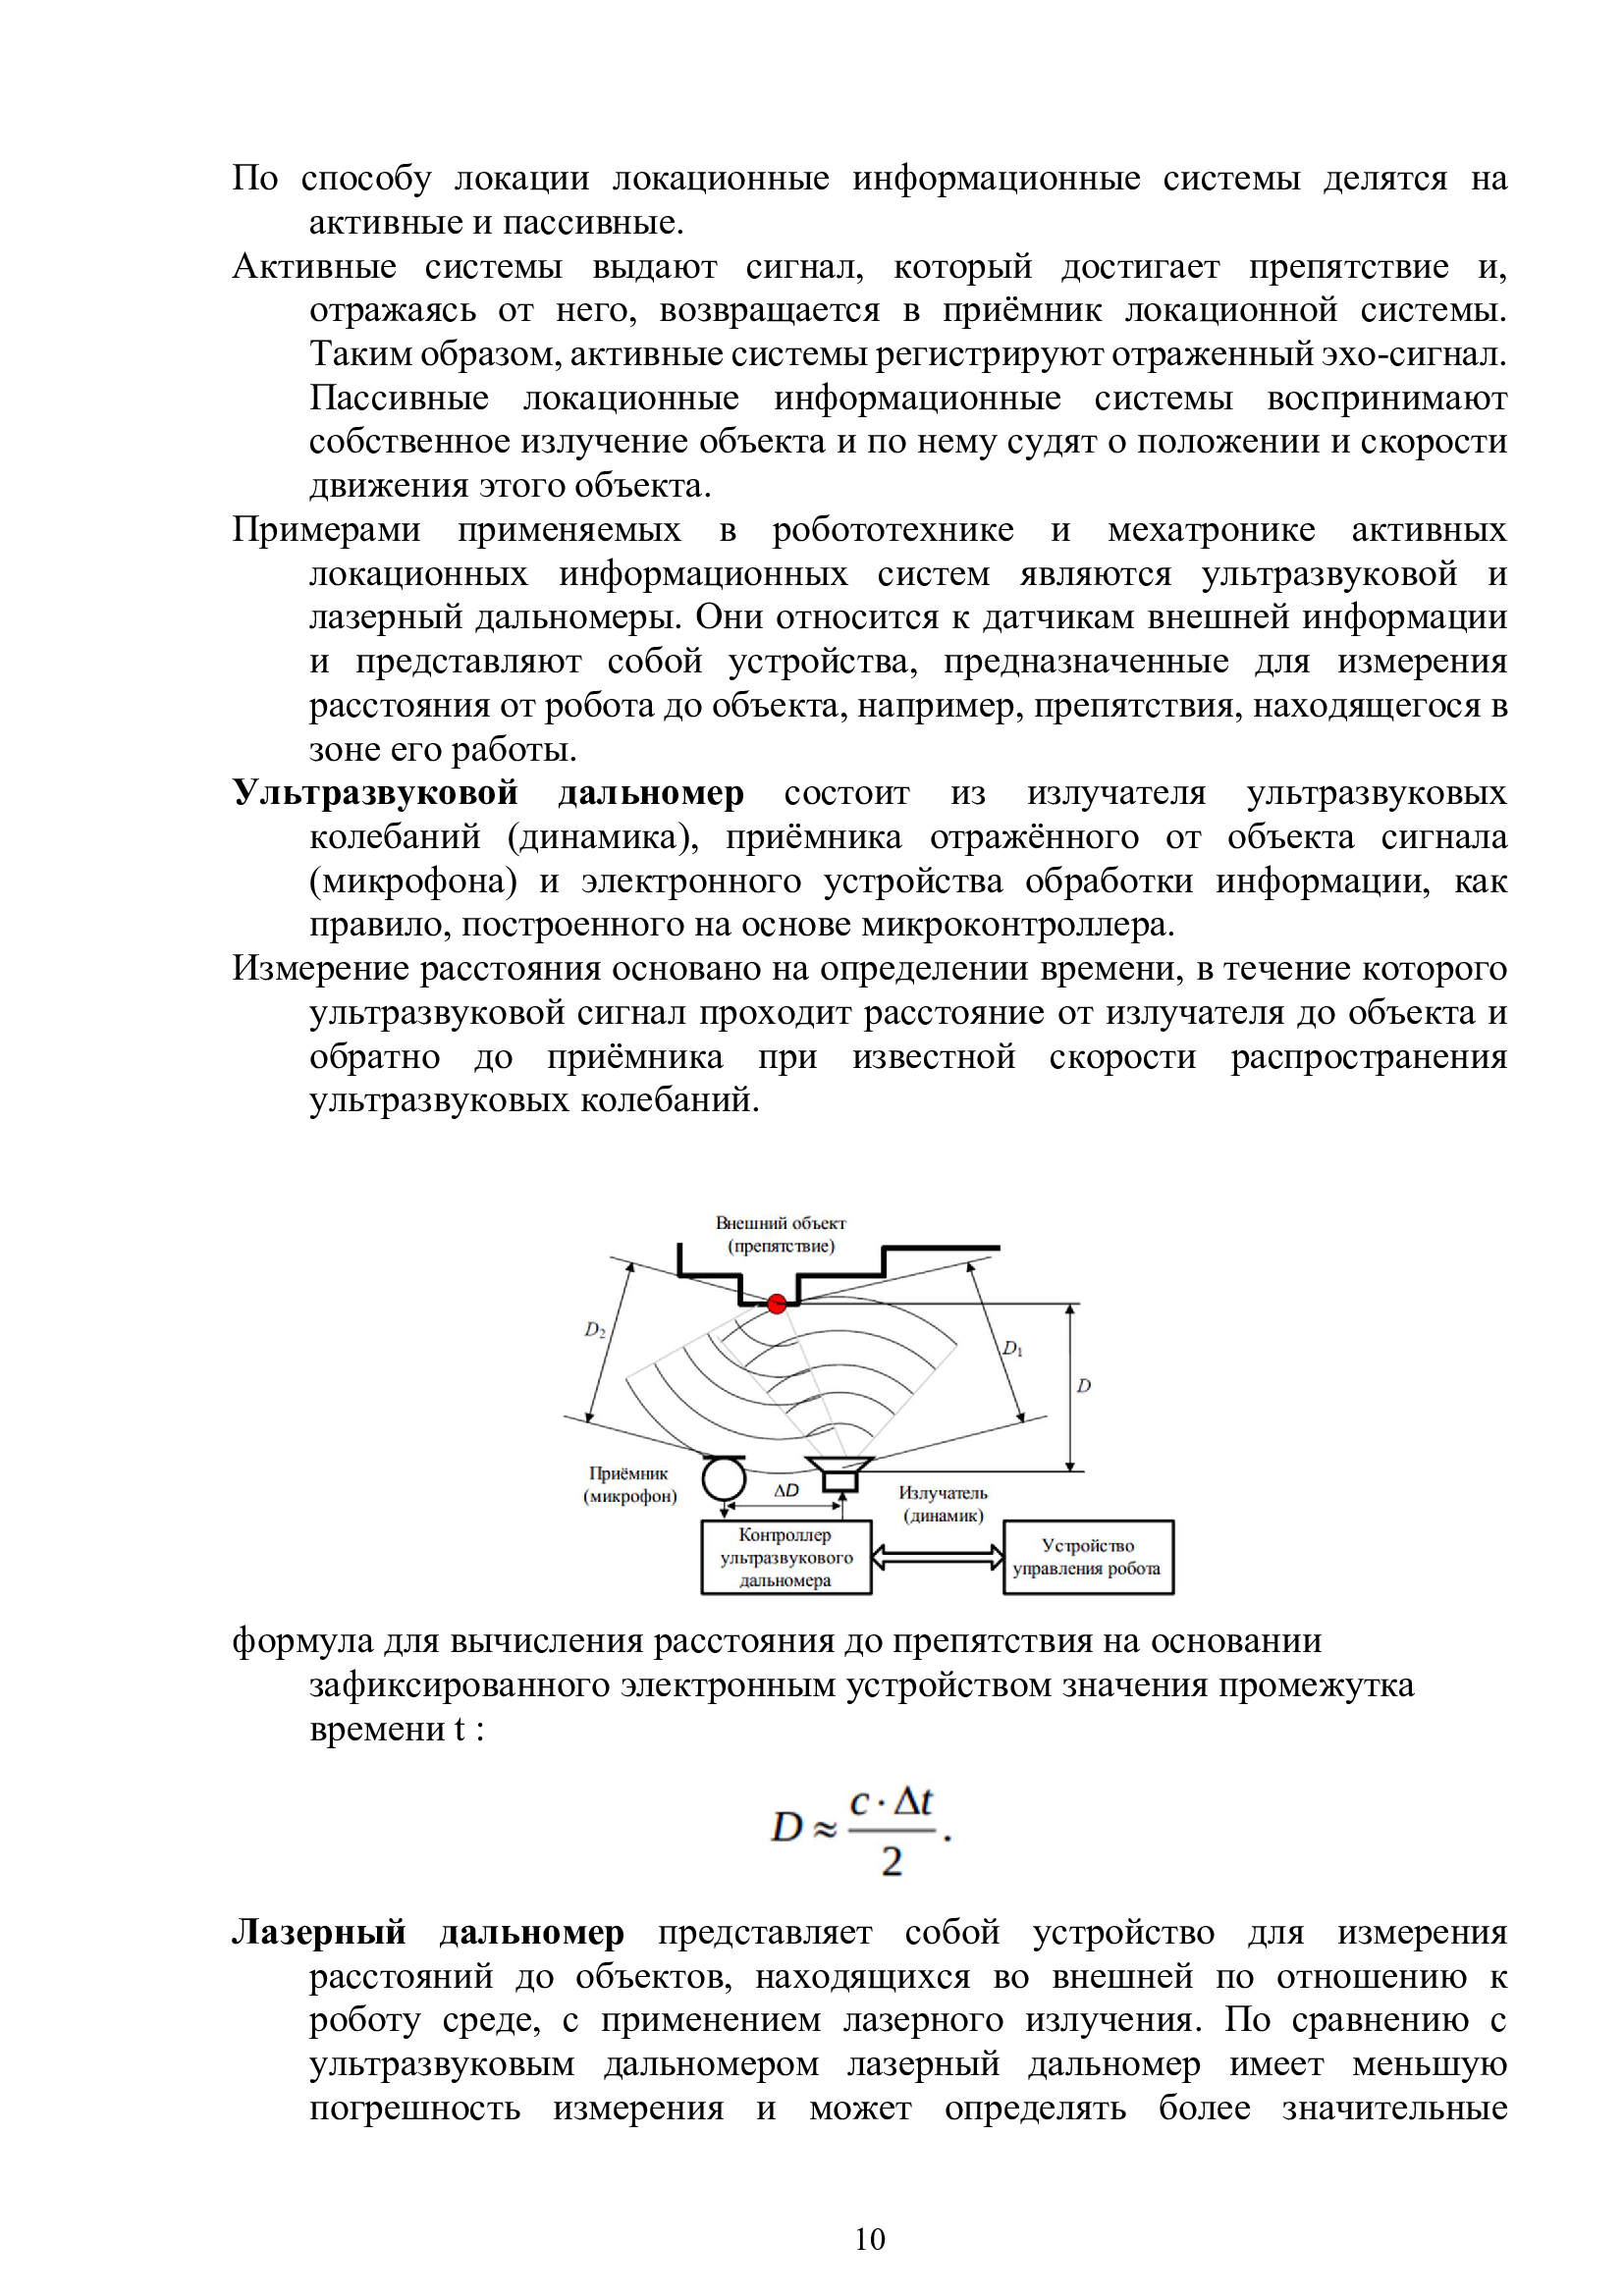 По способу локации локационные информационные системы делятся на
активные и пассивные.
Активные системы выдают сигнал, который достигает препятствие и,
отражаясь от него, возвращается в приёмник локационной системы.
Таким образом, активные системы регистрируют отраженный эхо-сигнал.
Пассивные локационные информационные системы воспринимают
собственное излучение объекта и по нему судят о положении и скорости
движения этого объекта.
Примерами применяемых в робототехнике и мехатронике активных
локационных информационных систем являются ультразвуковой и
лазерный дальномеры. Они относится к датчикам внешней информации
и представляют собой устройства, предназначенные для измерения
расстояния от робота до объекта, например, препятствия, находящегося в
зоне его работы.
Ультразвуковой дальномер состоит из излучателя ультразвуковых
колебаний (динамика), приёмника отражённого от объекта сигнала
(микрофона) и электронного устройства обработки информации, как
правило, построенного на основе микроконтроллера.
Измерение расстояния основано на определении времени, в течение которого
ультразвуковой сигнал проходит расстояние от излучателя до объекта и
обратно до приёмника при известной скорости распространения
ультразвуковых колебаний.
Внешний объект
(препятствие)
D₂
D₁
D
Приёмник
(микрофон)
ΔD
Излучатель
(динамик)
Контроллер
ультразвукового
дальномера
Устройство
управления робота
формула для вычисления расстояния до препятствия на основании
зафиксированного электронным устройством значения промежутка
времени t :
D ≈ c · Δt / 2 .
Лазерный дальномер представляет собой устройство для измерения
расстояний до объектов, находящихся во внешней по отношению к
роботу среде, с применением лазерного излучения. По сравнению с
ультразвуковым дальномером лазерный дальномер имеет меньшую
погрешность измерения и может определять более значительные
10